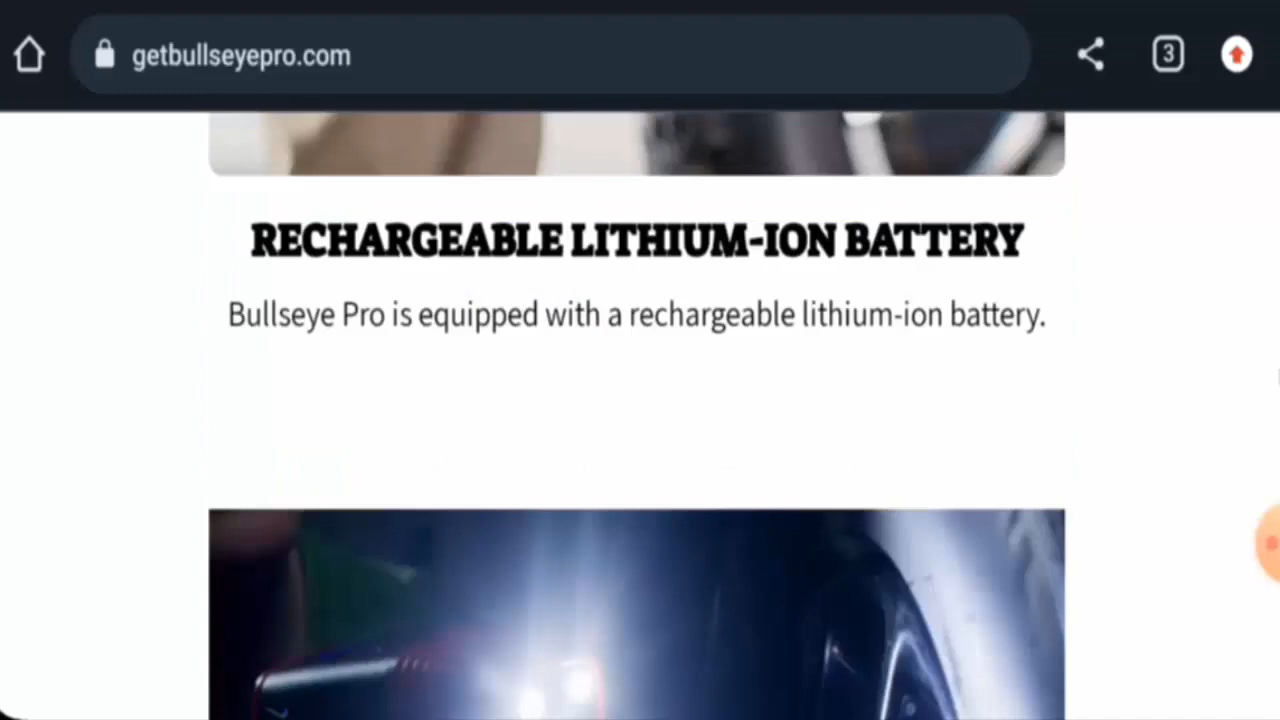 getbullseyepro.com
3
RECHARGEABLE LITHIUM-ION BATTERY
Bullseye Pro is equipped with a rechargeable lithium-ion battery.